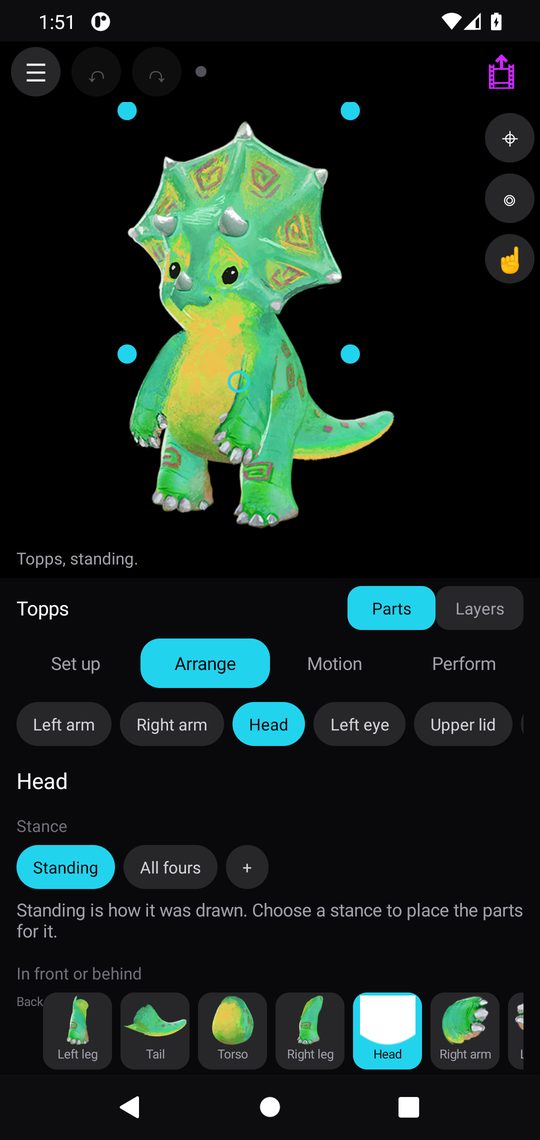 1:51
Topps, standing.
Topps
Parts
Layers
Set up
Arrange
Motion
Perform
Left arm
Right arm
Head
Left eye
Upper lid
Head
Stance
Standing
All fours
+
Standing is how it was drawn. Choose a stance to place the parts
for it.
In front or behind
Back
Left leg
Tail
Torso
Right leg
Head
Right arm